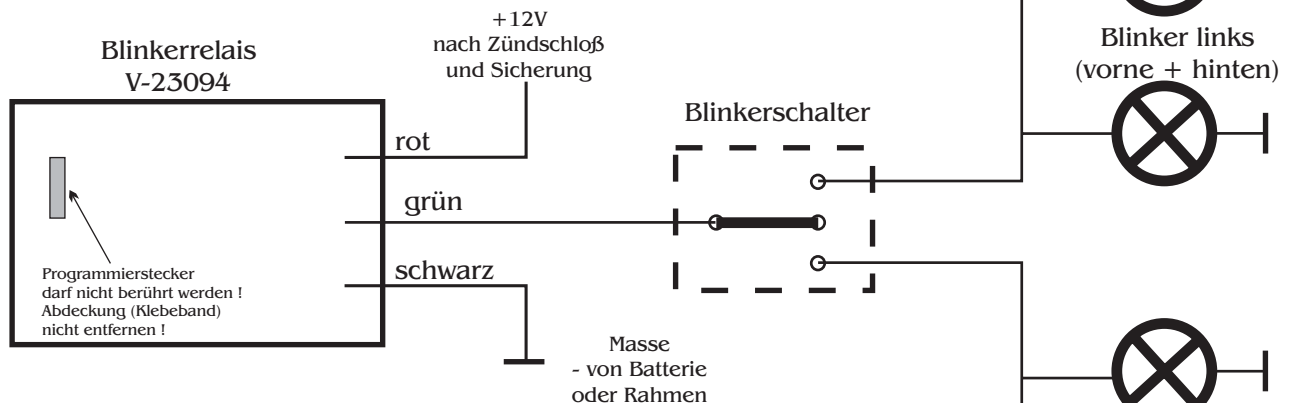 +12V
nach Zündschloß
und Sicherung
Blinkerrelais
V-23094
Blinker links
(vorne + hinten)
Blinkerschalter
rot
grün
schwarz
Programmierstecker
darf nicht berührt werden !
Abdeckung (Klebeband)
nicht entfernen !
Masse
- von Batterie
oder Rahmen